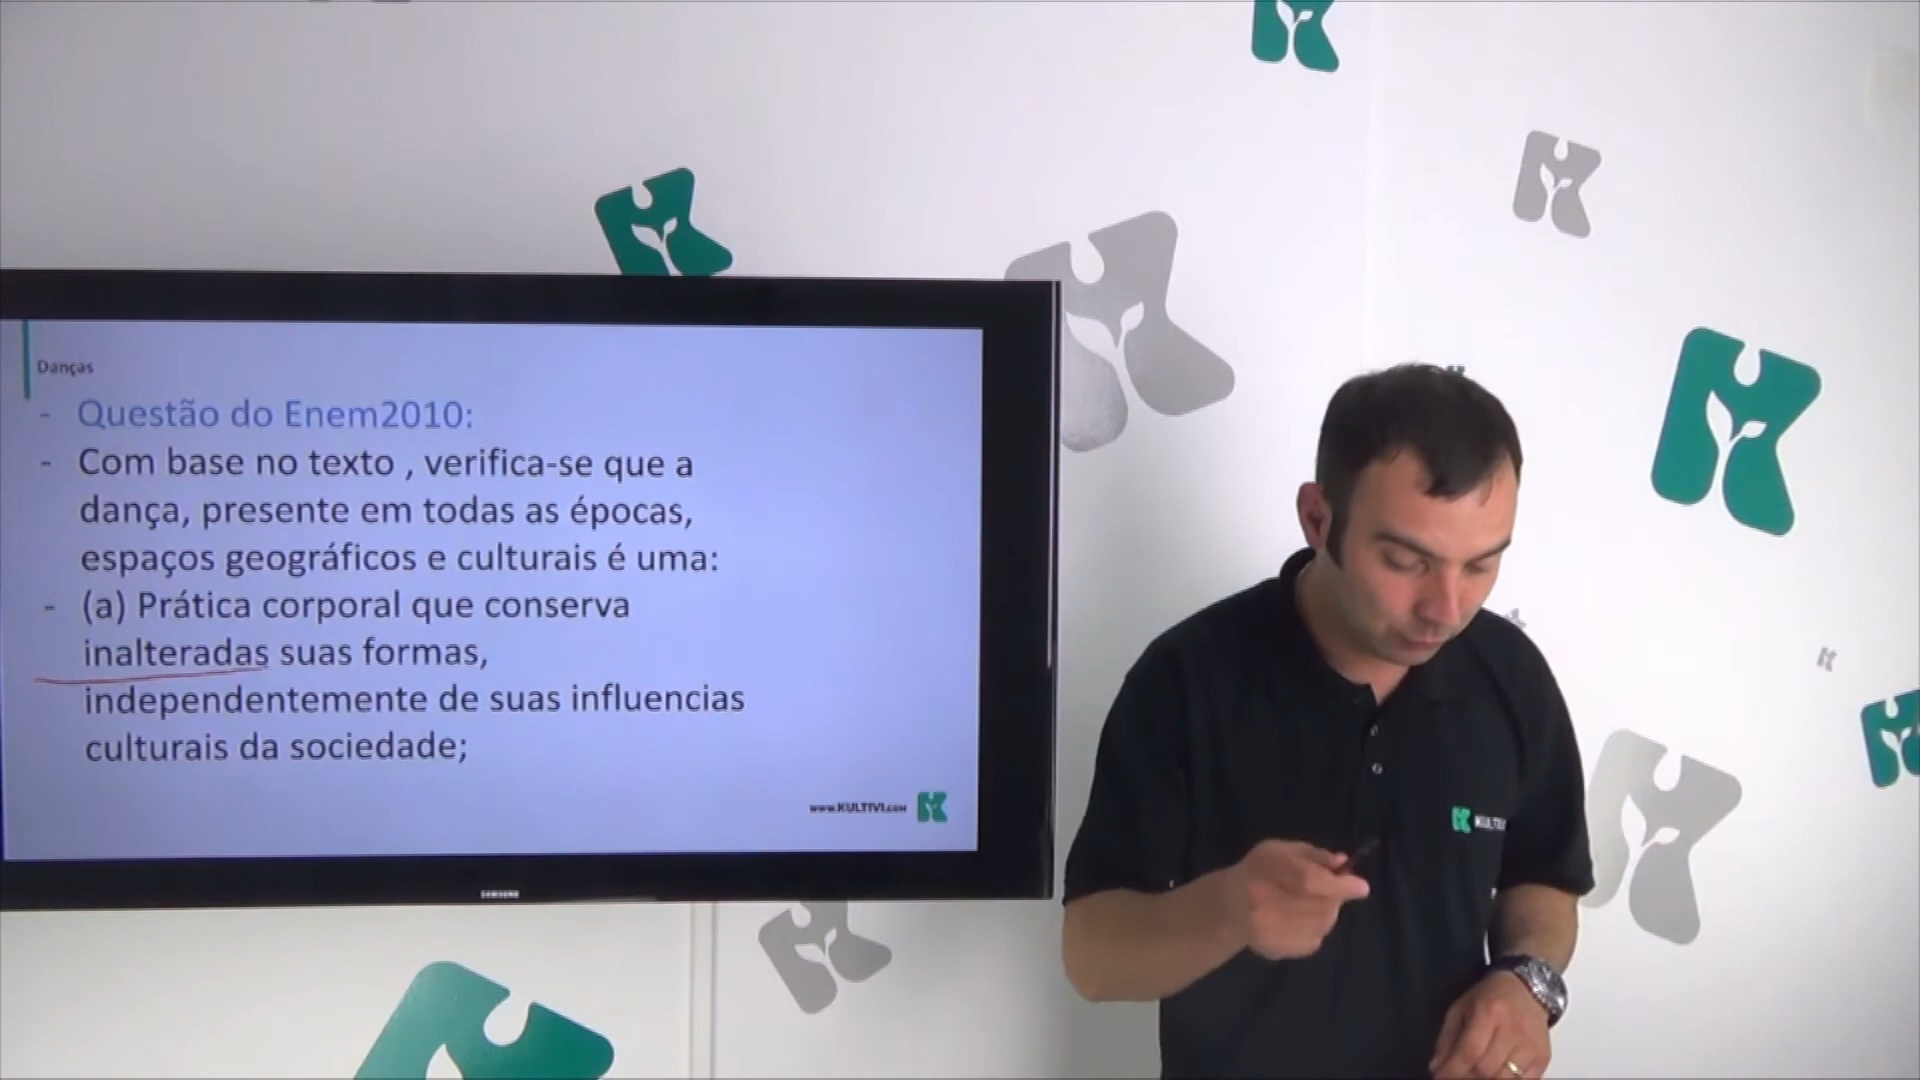 Danças
- Questão do Enem2010:
- Com base no texto , verifica-se que a
dança, presente em todas as épocas,
espaços geográficos e culturais é uma:
- (a) Prática corporal que conserva
inalteradas suas formas,
independentemente de suas influencias
culturais da sociedade;
www.KULTIVI.com
SAMSUNG